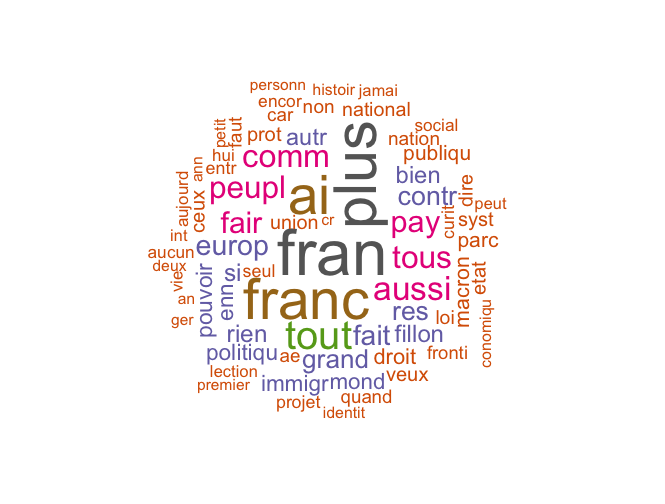 personn
histoir
jamai
encor
non
national
car
petit
faut
prot
autr
social
nation
publiqu
hui
comm
plus
entr
ann
peupl
ai
bien
contr
dire
peut
aujourd
ceux
fair
union
cr
pay
curit
syst
int
europ
fran
tous
parc
aucun
deux
si
seul
viex
pouvoir
enn
franc
aussi
macron
etat
an
ger
rien
tout
fait
res
fillon
loi
conomiqu
politiqu
ae
grand
droit
fronti
lection
premier
immigr
mond
veux
projet
quand
identit